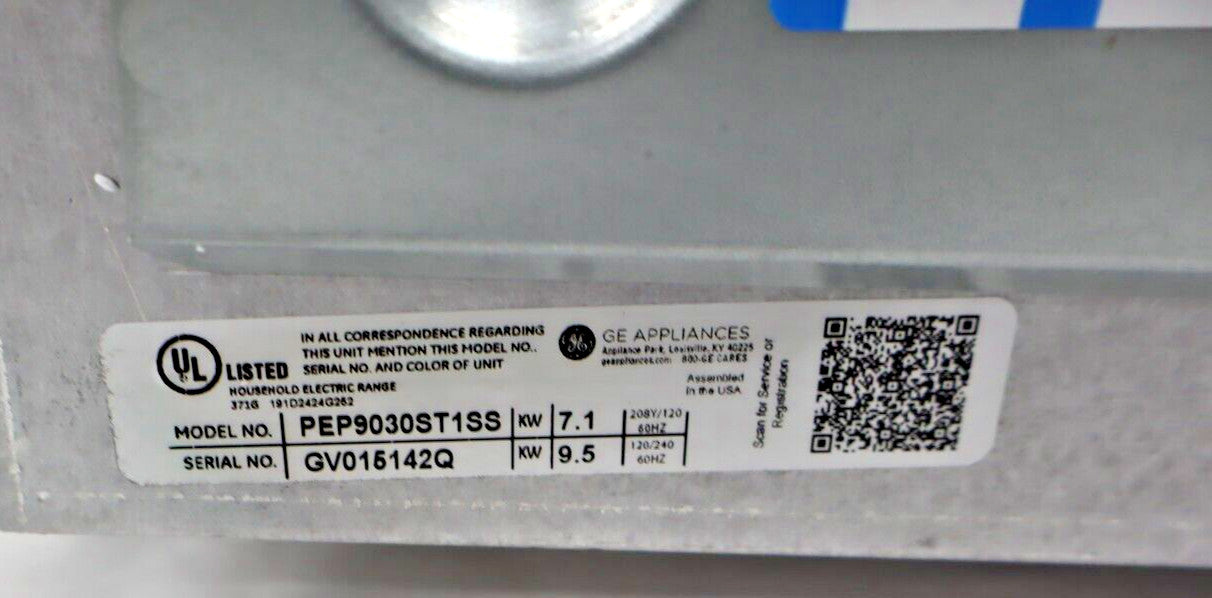 UL LISTED
IN ALL CORRESPONDENCE REGARDING
THIS UNIT MENTION THIS MODEL NO..
SERIAL NO. AND COLOR OF UNIT
HOUSEHOLD ELECTRIC RANGE
371G 191D2424G262
GE APPLIANCES
Appliance Park, Louisville, KY 40225
geappliances.com 800-GE CARES
Assembled
in the USA
MODEL NO. PEP9030ST1SS KW 7.1 208Y/120 60HZ
SERIAL NO. GV015142Q KW 9.5 120/240 60HZ
Scan for Service or
Registration